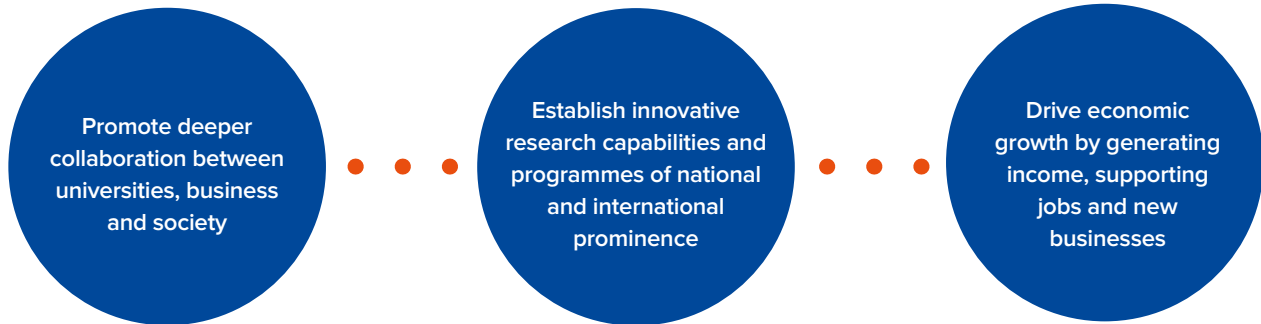 Promote deeper
collaboration between
universities, business
and society
Establish innovative
research capabilities and
programmes of national
and international
prominence
Drive economic
growth by generating
income, supporting
jobs and new
businesses